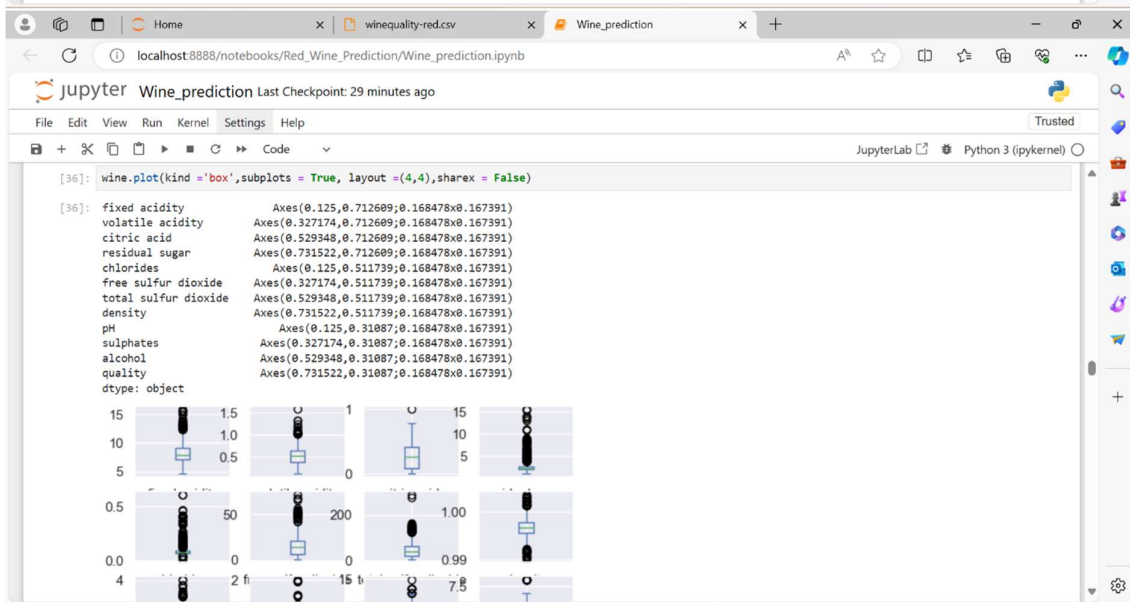 Home
winequality-red.csv
Wine_prediction
localhost:8888/notebooks/Red_Wine_Prediction/Wine_prediction.ipynb
jupyter Wine_prediction Last Checkpoint: 29 minutes ago
File Edit View Run Kernel Settings Help Trusted
Code JupyterLab Python 3 (ipykernel)
[36]: wine.plot(kind ='box',subplots = True, layout =(4,4),sharex = False)
[36]: fixed acidity Axes(0.125,0.712609;0.168478x0.167391)
volatile acidity Axes(0.327174,0.712609;0.168478x0.167391)
citric acid Axes(0.529348,0.712609;0.168478x0.167391)
residual sugar Axes(0.731522,0.712609;0.168478x0.167391)
chlorides Axes(0.125,0.511739;0.168478x0.167391)
free sulfur dioxide Axes(0.327174,0.511739;0.168478x0.167391)
total sulfur dioxide Axes(0.529348,0.511739;0.168478x0.167391)
density Axes(0.731522,0.511739;0.168478x0.167391)
pH Axes(0.125,0.31087;0.168478x0.167391)
sulphates Axes(0.327174,0.31087;0.168478x0.167391)
alcohol Axes(0.529348,0.31087;0.168478x0.167391)
quality Axes(0.731522,0.31087;0.168478x0.167391)
dtype: object
15 1.5 1 15
10 1.0 10
0.5 5
5 0
0.5 50 200 1.00
0.0 0 0 0.99
4 2 15 7.5